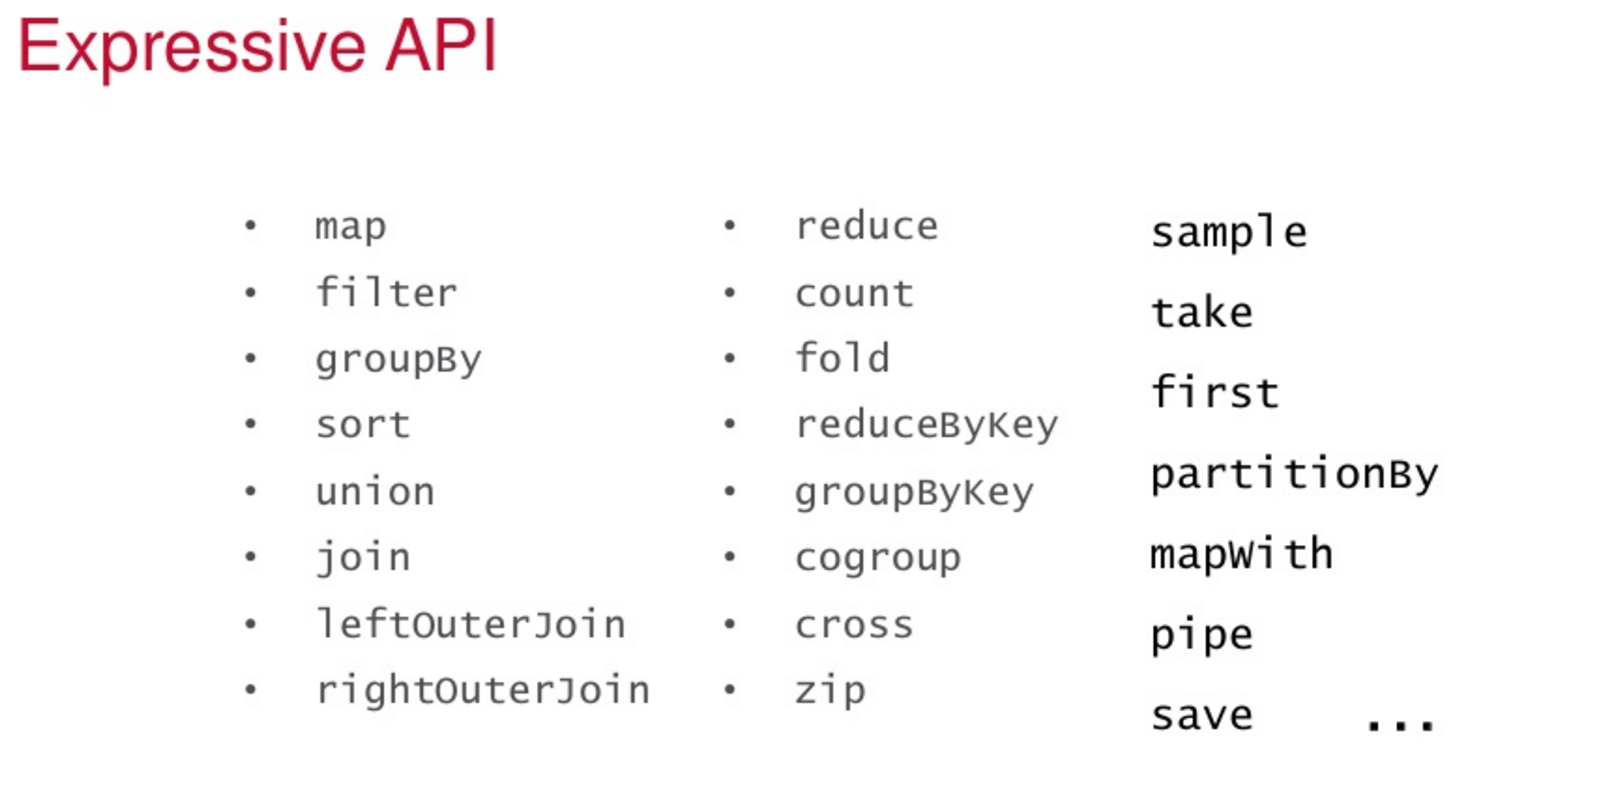 Expressive API
• map
• filter
• groupBy
• sort
• union
• join
• leftOuterJoin
• rightOuterJoin
• reduce
• count
• fold
• reduceByKey
• groupByKey
• cogroup
• cross
• zip
sample
take
first
partitionBy
mapWith
pipe
save ...